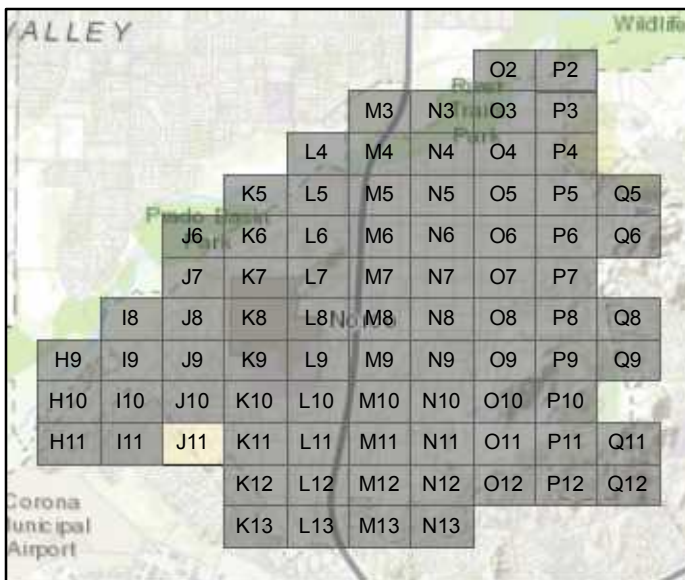 VALLEY
Wildlife
O2 P2
River
M3 N3 O3 P3
Trails
Park
L4 M4 N4 O4 P4
K5 L5 M5 N5 O5 P5 Q5
Prado Basin
Park
J6 K6 L6 M6 N6 O6 P6 Q6
J7 K7 L7 M7 N7 O7 P7
I8 J8 K8 L8 M8 N8 O8 P8 Q8
Norco
H9 I9 J9 K9 L9 M9 N9 O9 P9 Q9
H10 I10 J10 K10 L10 M10 N10 O10 P10
H11 I11 J11 K11 L11 M11 N11 O11 P11 Q11
K12 L12 M12 N12 O12 P12 Q12
K13 L13 M13 N13
Corona
Municipal
Airport